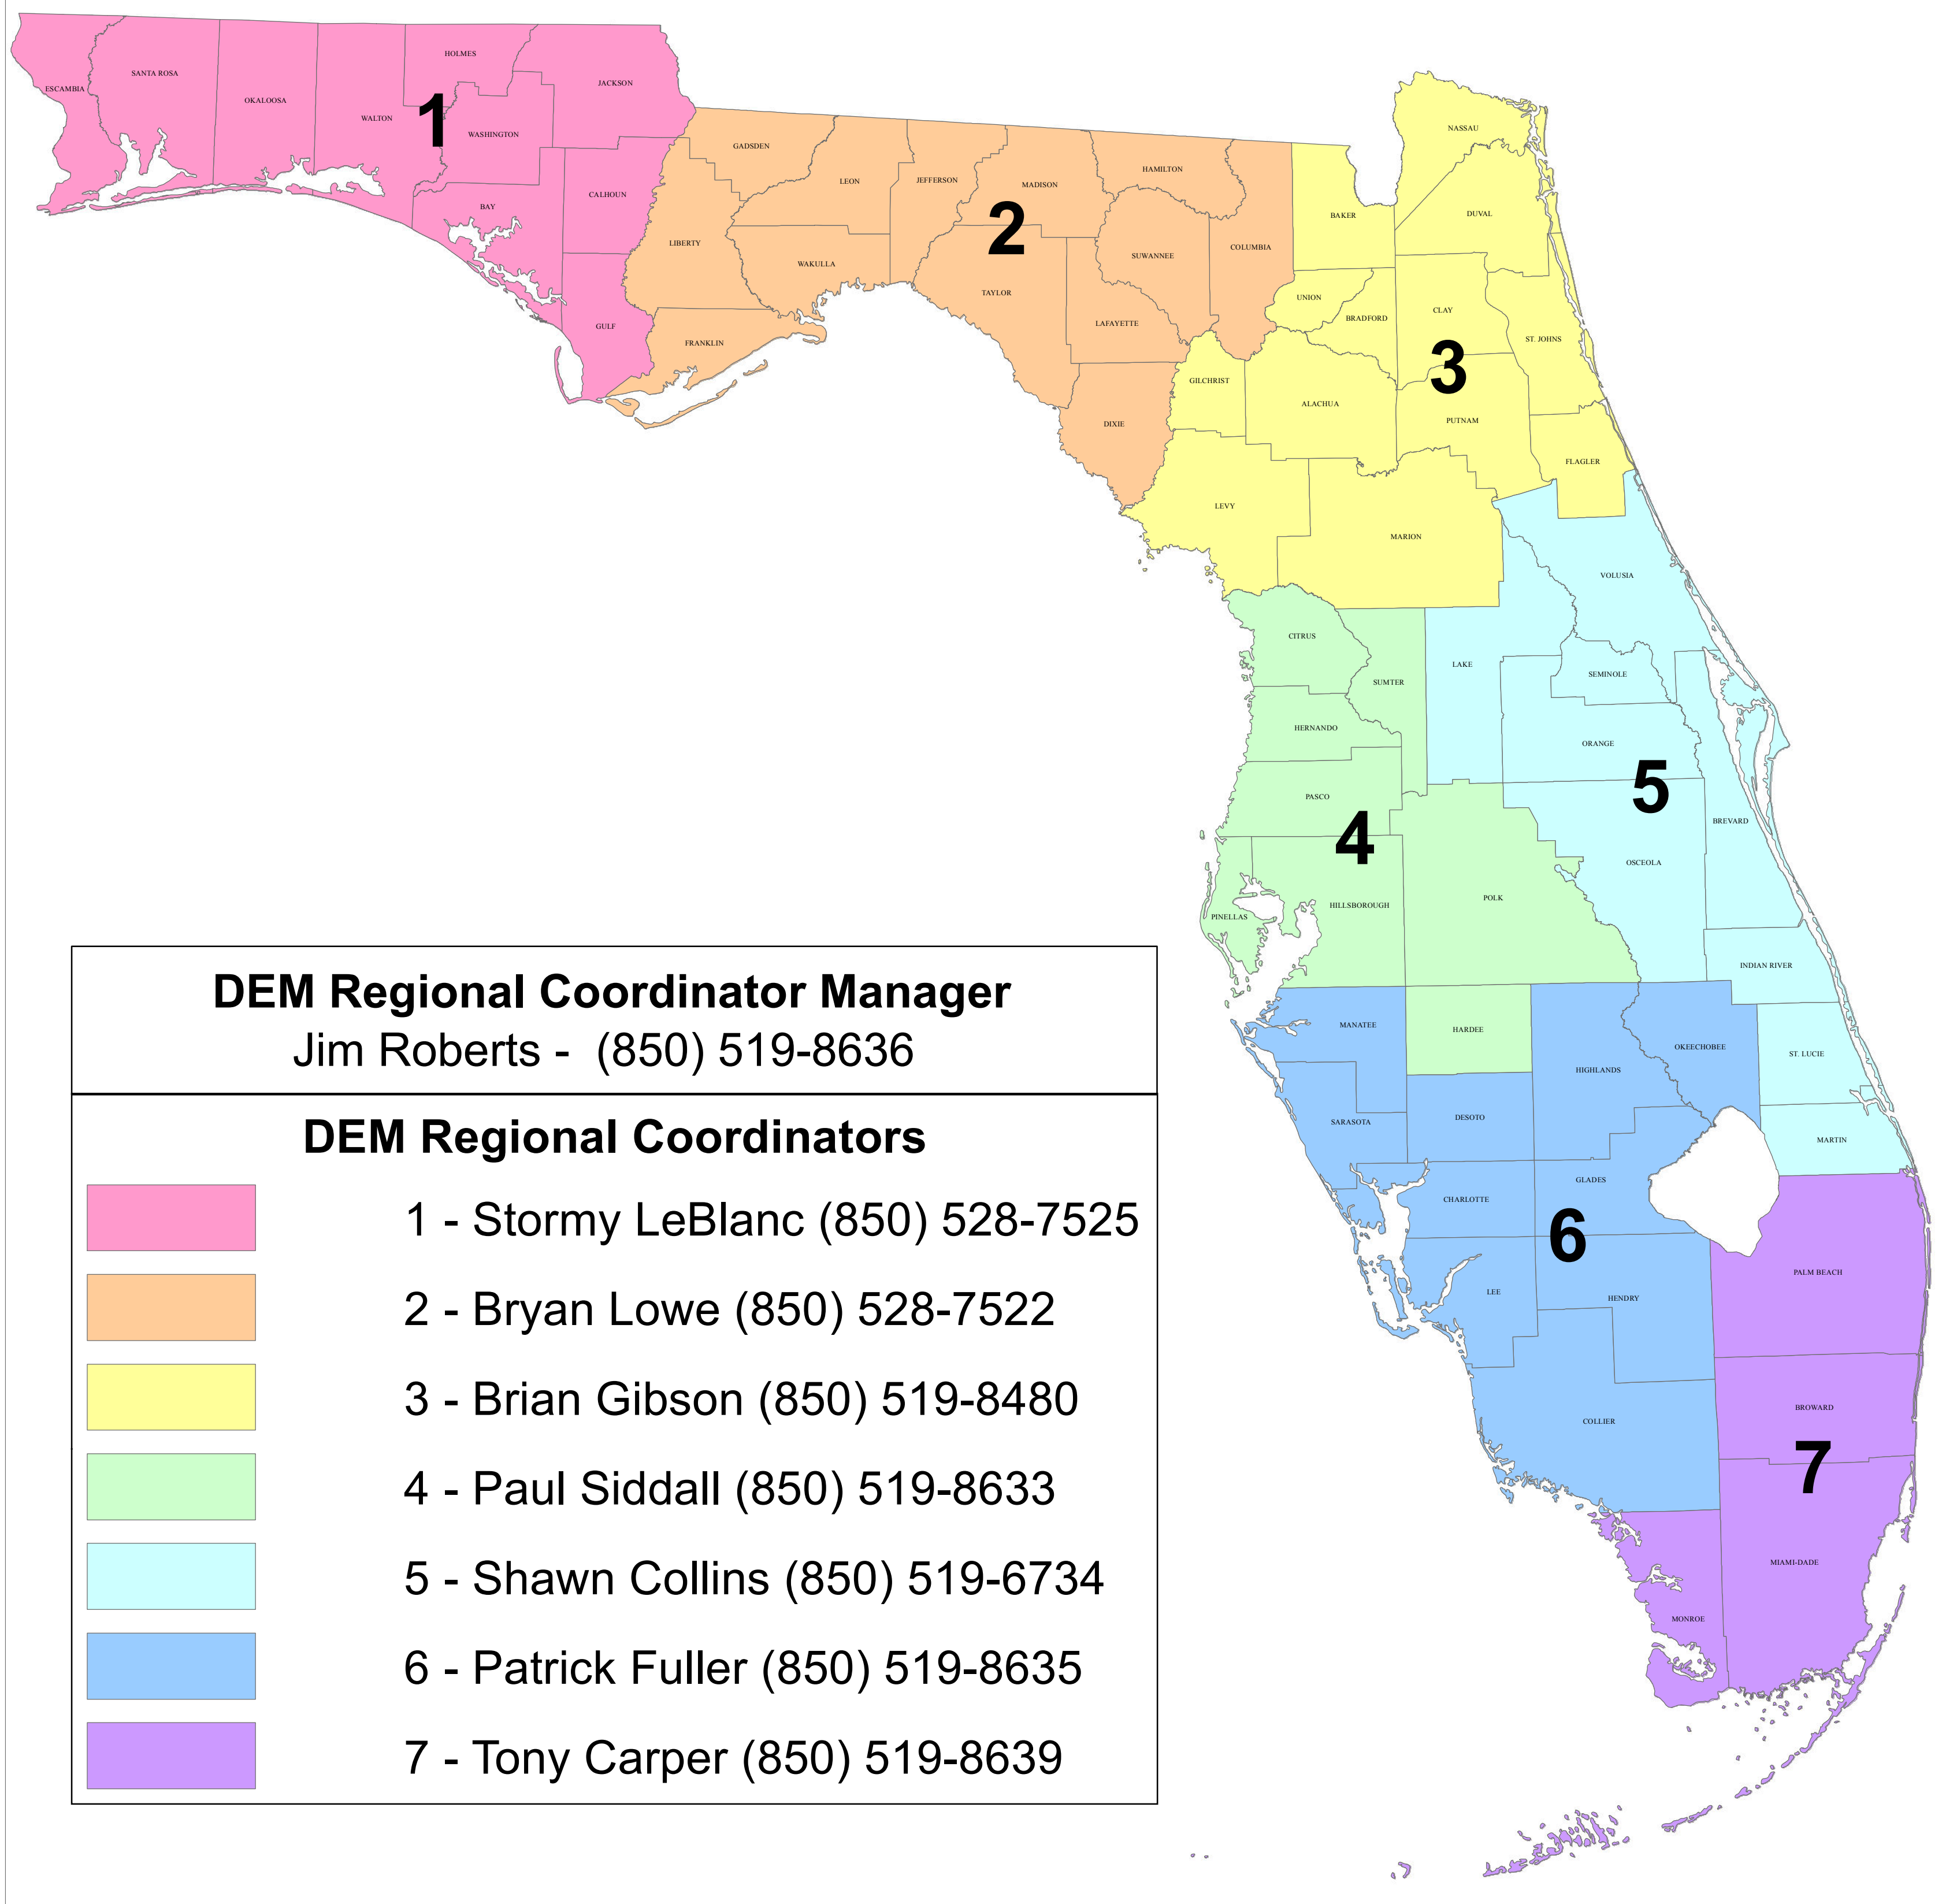 HOLMES
SANTA ROSA
JACKSON
ESCAMBIA
OKALOOSA
WALTON
1
WASHINGTON
CALHOUN
BAY
GULF
GADSDEN
LEON
JEFFERSON
MADISON
HAMILTON
LIBERTY
WAKULLA
2
TAYLOR
SUWANNEE
COLUMBIA
LAFAYETTE
FRANKLIN
DIXIE
NASSAU
BAKER
DUVAL
UNION
BRADFORD
CLAY
ST. JOHNS
3
GILCHRIST
ALACHUA
PUTNAM
FLAGLER
LEVY
MARION
VOLUSIA
CITRUS
LAKE
SUMTER
SEMINOLE
HERNANDO
ORANGE
5
PASCO
4
BREVARD
OSCEOLA
POLK
HILLSBOROUGH
PINELLAS
INDIAN RIVER
MANATEE
HARDEE
OKEECHOBEE
ST. LUCIE
HIGHLANDS
SARASOTA
DESOTO
MARTIN
GLADES
CHARLOTTE
6
PALM BEACH
LEE
HENDRY
BROWARD
COLLIER
7
MIAMI-DADE
MONROE
DEM Regional Coordinator Manager
Jim Roberts - (850) 519-8636
DEM Regional Coordinators
1 - Stormy LeBlanc (850) 528-7525
2 - Bryan Lowe (850) 528-7522
3 - Brian Gibson (850) 519-8480
4 - Paul Siddall (850) 519-8633
5 - Shawn Collins (850) 519-6734
6 - Patrick Fuller (850) 519-8635
7 - Tony Carper (850) 519-8639